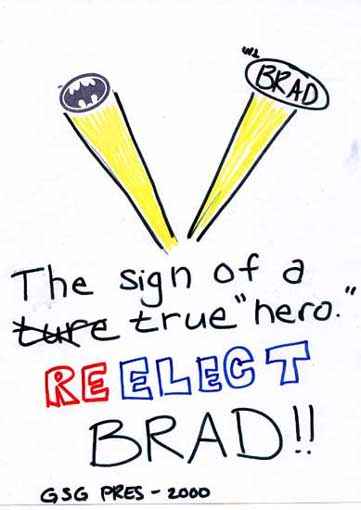 BRAD
The sign of a
ture true "hero."
REELECT
BRAD!!
GSG PRES - 2000